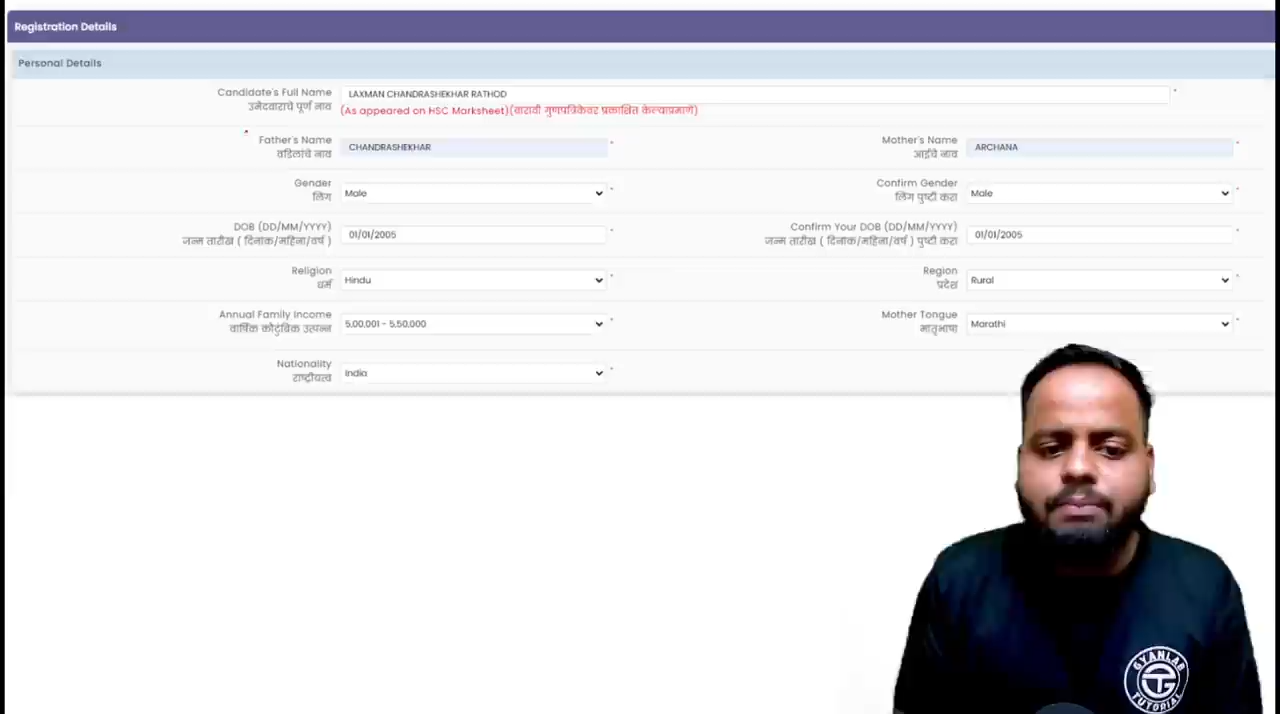 Registration Details
Personal Details
Candidate's Full Name
उमेदवाराचे पूर्ण नाव
LAXMAN CHANDRASHEKHAR RATHOD *
(As appeared on HSC Marksheet)(बारावी गुणपत्रिकेवर प्रकाशित केल्याप्रमाणे)
Father's Name
वडिलांचे नाव
CHANDRASHEKHAR *
Mother's Name
आईचे नाव
ARCHANA *
Gender
लिंग
Male *
Confirm Gender
लिंग पुष्टी करा
Male *
DOB (DD/MM/YYYY)
जन्म तारीख ( दिनांक/महिना/वर्ष )
01/01/2005 *
Confirm Your DOB (DD/MM/YYYY)
जन्म तारीख ( दिनांक/महिना/वर्ष ) पुष्टी करा
01/01/2005 *
Religion
धर्म
Hindu *
Region
प्रदेश
Rural *
Annual Family Income
वार्षिक कौटुंबिक उत्पन्न
5,00,001 - 5,50,000 *
Mother Tongue
मातृभाषा
Marathi *
Nationality
राष्ट्रीयत्व
India *
GYANLAB
TUTORIAL